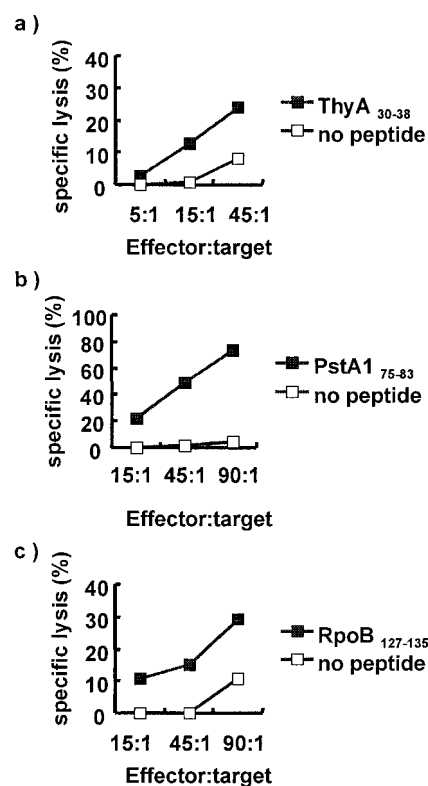 a )
specific lysis (%)
40
30
20
10
0
5:1 15:1 45:1
Effector:target
ThyA 30-38
no peptide
b )
specific lysis (%)
100
80
60
40
20
0
15:1 45:1 90:1
Effector:target
PstA1 75-83
no peptide
c )
specific lysis (%)
40
30
20
10
0
15:1 45:1 90:1
Effector:target
RpoB 127-135
no peptide